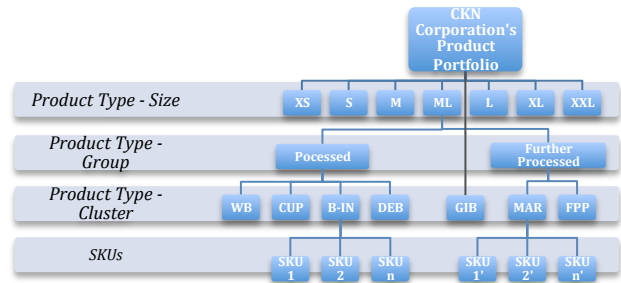 CKN
Corporation's
Product
Portfolio
Product Type - Size
XS S M ML L XL XXL
Product Type -
Group
Pocessed
Further
Processed
Product Type -
Cluster
WB CUP B-IN DEB GIB MAR FPP
SKUs
SKU
1
SKU
2
SKU
n
SKU
1'
SKU
2'
SKU
n'